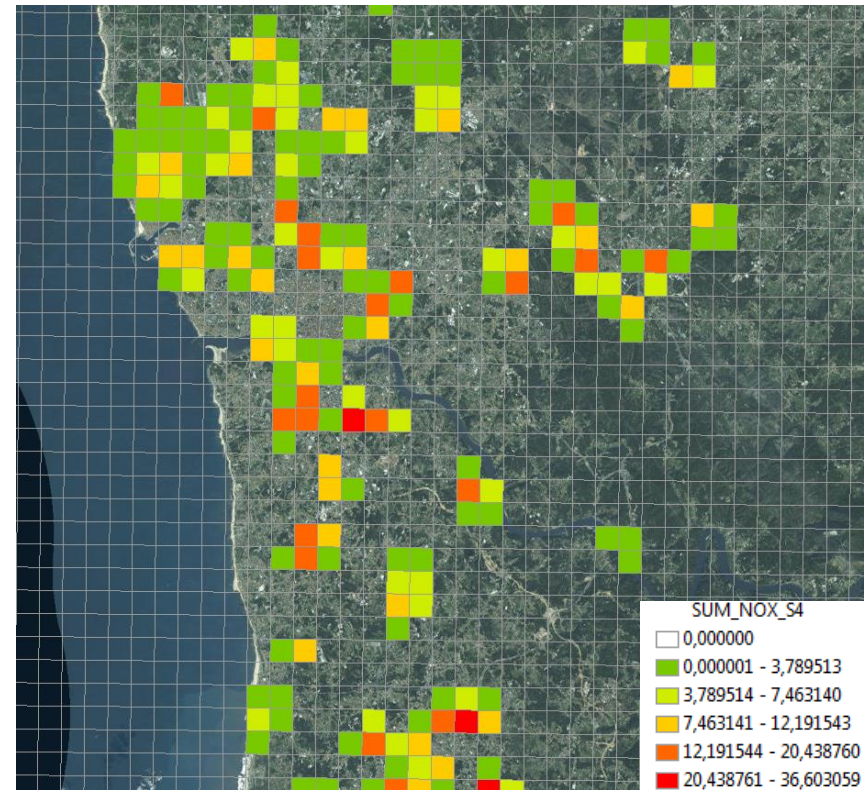 SUM_NOX_S4
0,000000
0,000001 - 3,789513
3,789514 - 7,463140
7,463141 - 12,191543
12,191544 - 20,438760
20,438761 - 36,603059